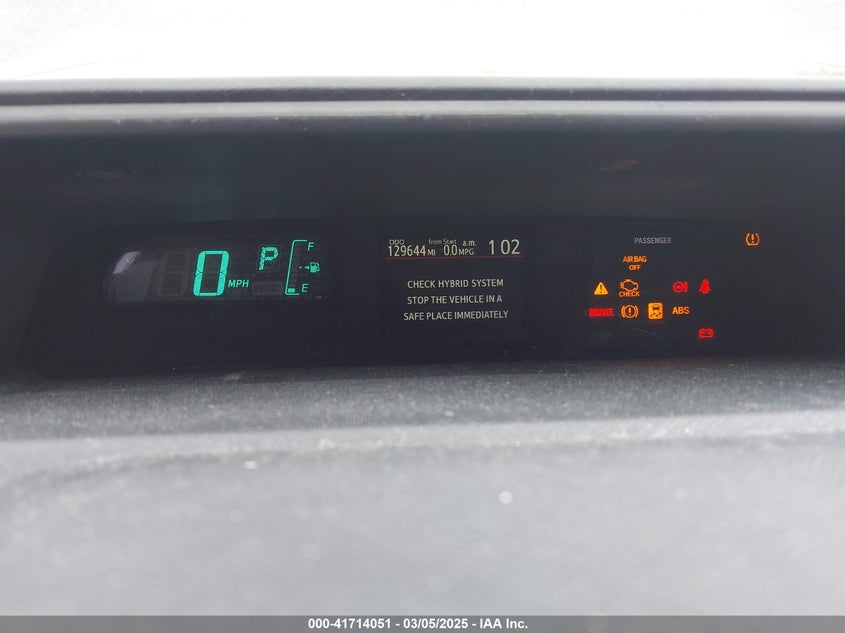 0 MPH P F
E
READY
ODO from Start a.m.
129644 MI 0.0 MPG 1 02
CHECK HYBRID SYSTEM
STOP THE VEHICLE IN A
SAFE PLACE IMMEDIATELY
PASSENGER
AIR BAG
OFF
CHECK
BRAKE
ABS
000-41714051 - 03/05/2025 - IAA Inc.